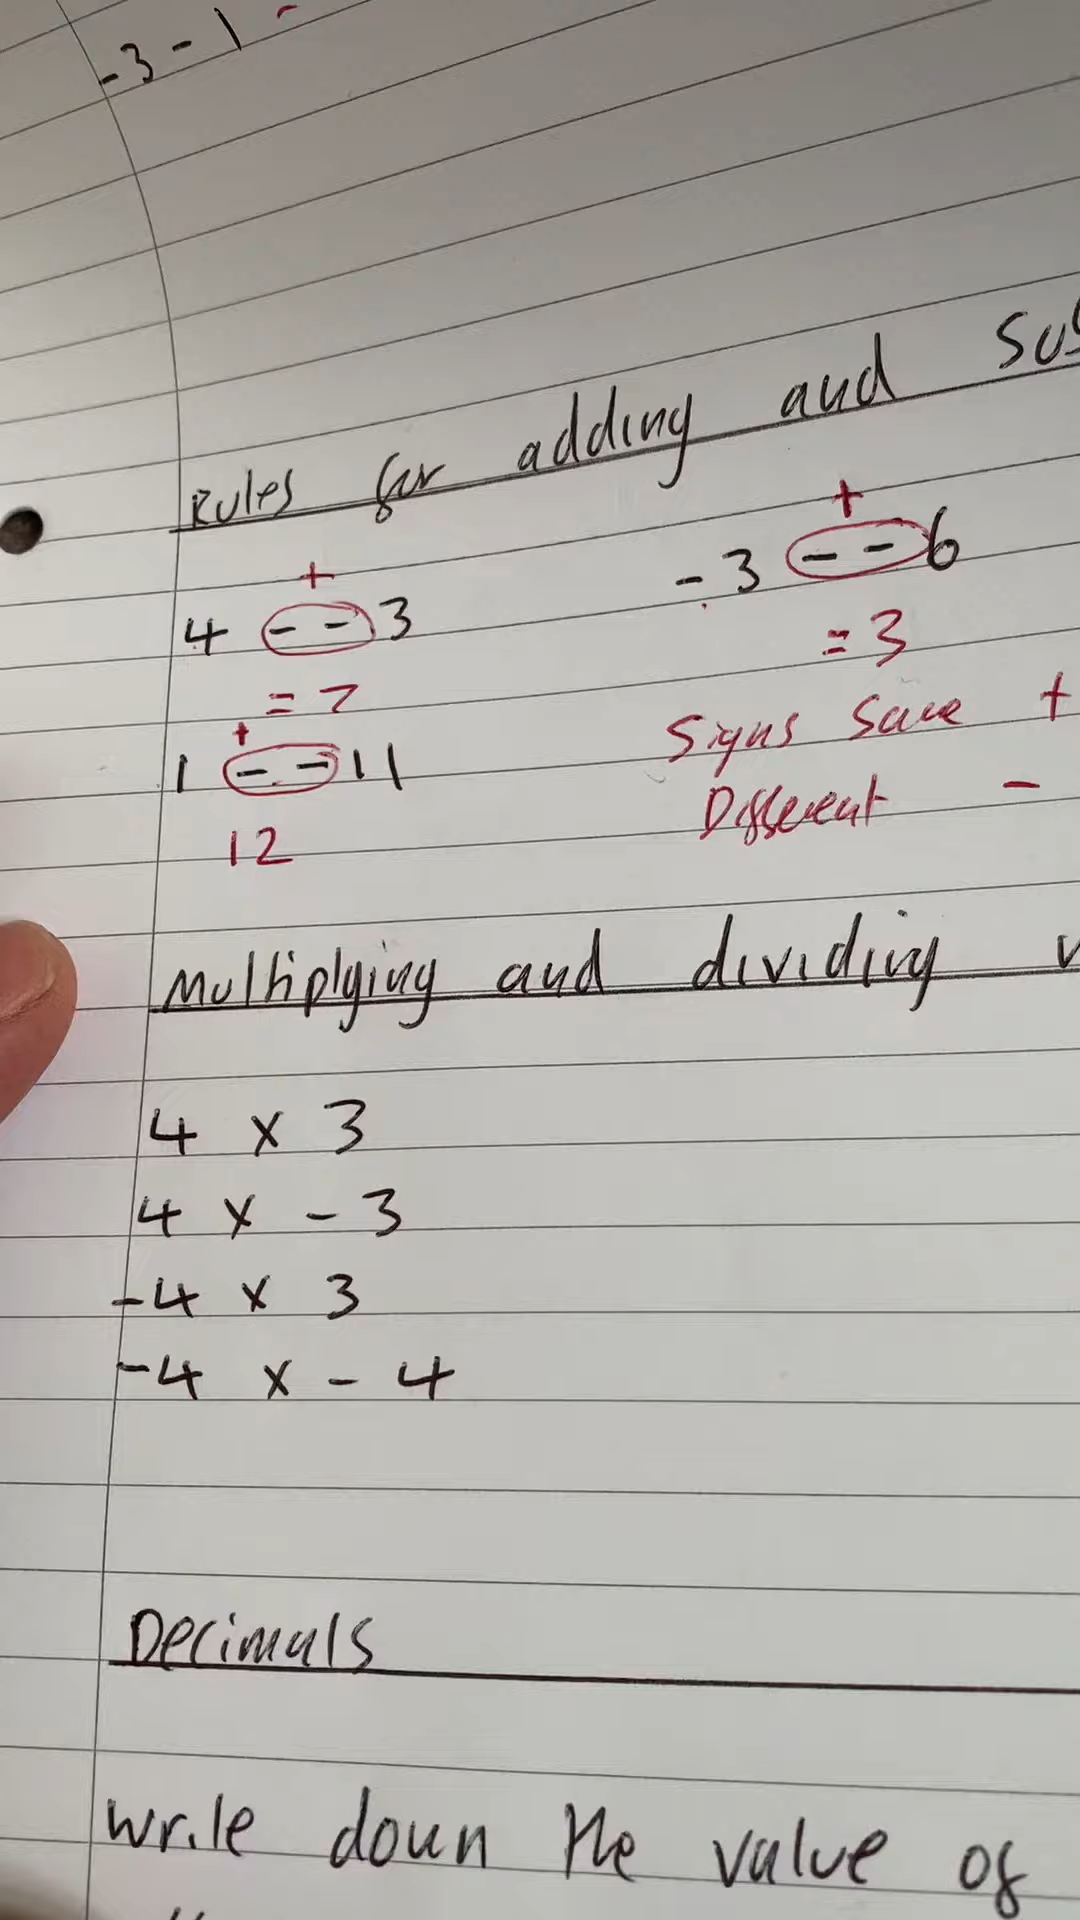 -3 - 1 -
Rules for adding and Sub
+
4 - - 3
= 7
+
1 - - 11
12
+
-3 - - 6
= 3
Signs Same +
Different -
Multiplying and dividing
4 x 3
4 x - 3
-4 x 3
-4 x - 4
Decimals
Write down the value of